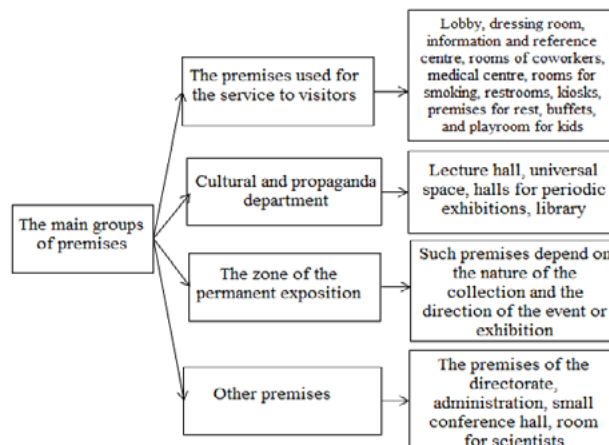 The main groups
of premises
The premises used for
the service to visitors
Lobby, dressing room,
information and reference
centre, rooms of coworkers,
medical centre, rooms for
smoking, restrooms, kiosks,
premises for rest, buffets,
and playroom for kids
Cultural and propaganda
department
Lecture hall, universal
space, halls for periodic
exhibitions, library
The zone of the
permanent exposition
Such premises depend on
the nature of the
collection and the
direction of the event or
exhibition
Other premises
The premises of the
directorate,
administration, small
conference hall, room
for scientists